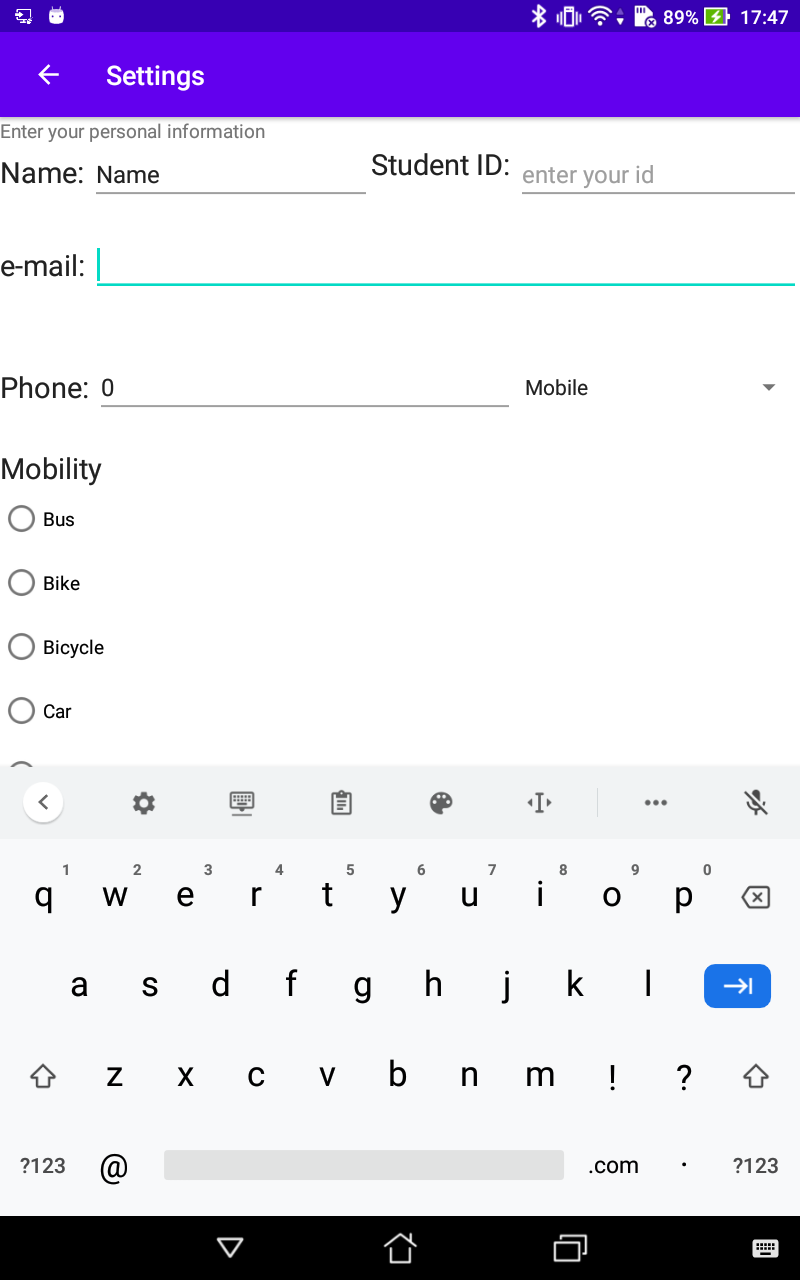 89% 17:47
Settings
Enter your personal information
Name: Name Student ID: enter your id
e-mail:
Phone: 0 Mobile
Mobility
Bus
Bike
Bicycle
Car
1 2 3 4 5 6 7 8 9 0
q w e r t y u i o p
a s d f g h j k l
z x c v b n m ! ?
?123 @ .com . ?123